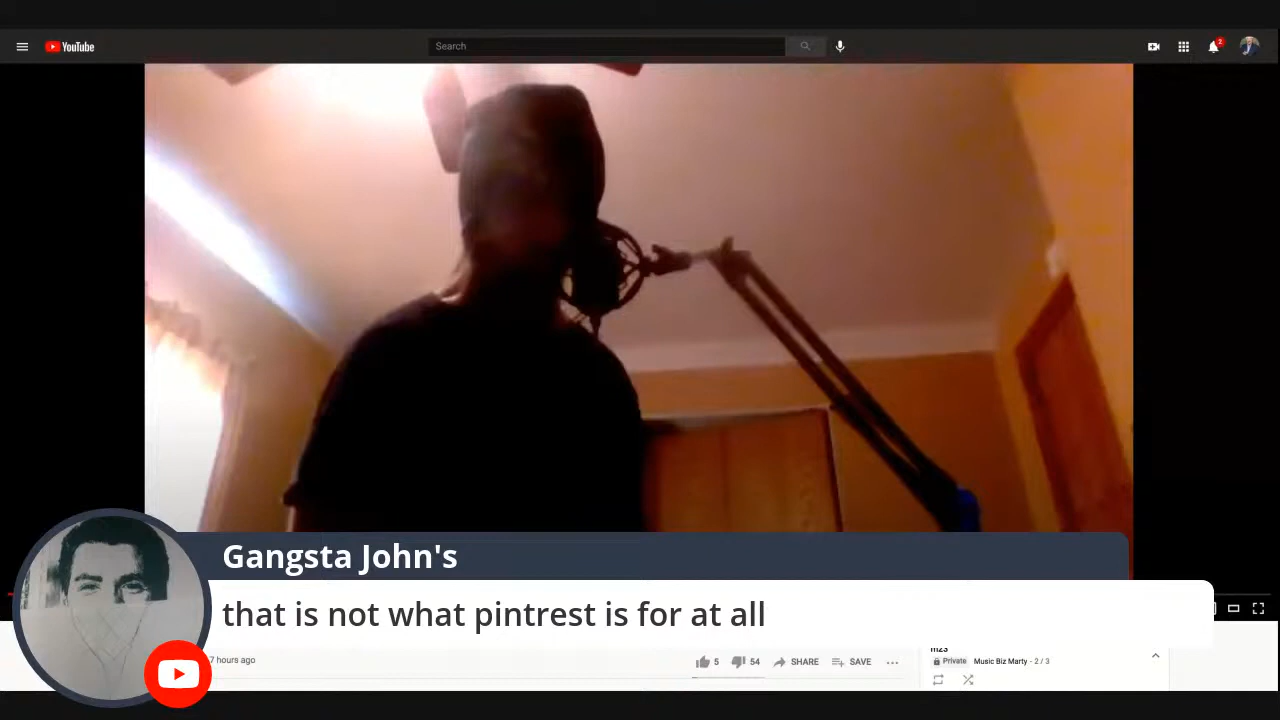 YouTube
Search
2
Gangsta John's
that is not what pintrest is for at all
7 hours ago
5
54
SHARE
SAVE
Private
Music Biz Marty - 2 / 3